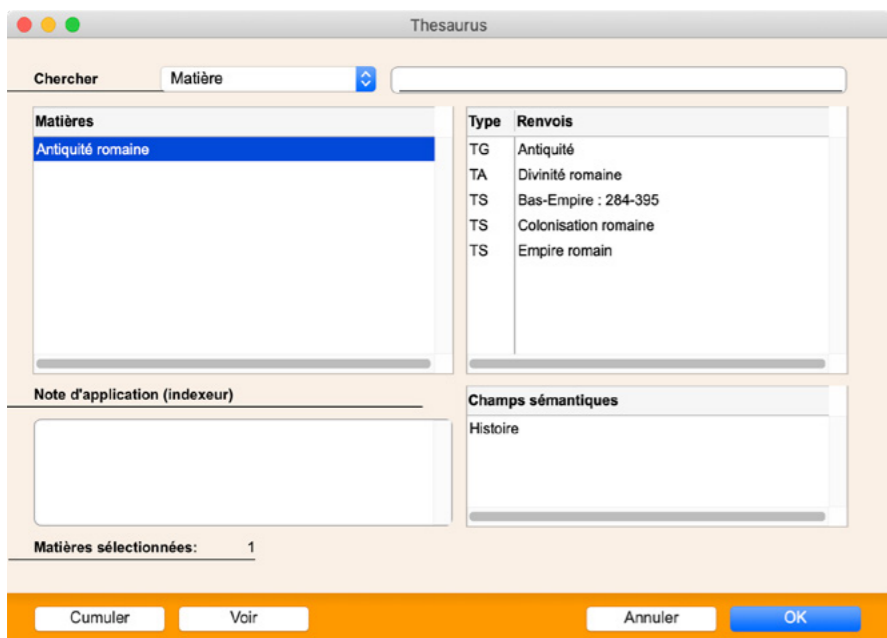 Thesaurus
Chercher Matière
Matières
Antiquité romaine
Type Renvois
TG Antiquité
TA Divinité romaine
TS Bas-Empire : 284-395
TS Colonisation romaine
TS Empire romain
Note d'application (indexeur)
Champs sémantiques
Histoire
Matières sélectionnées: 1
Cumuler Voir Annuler OK